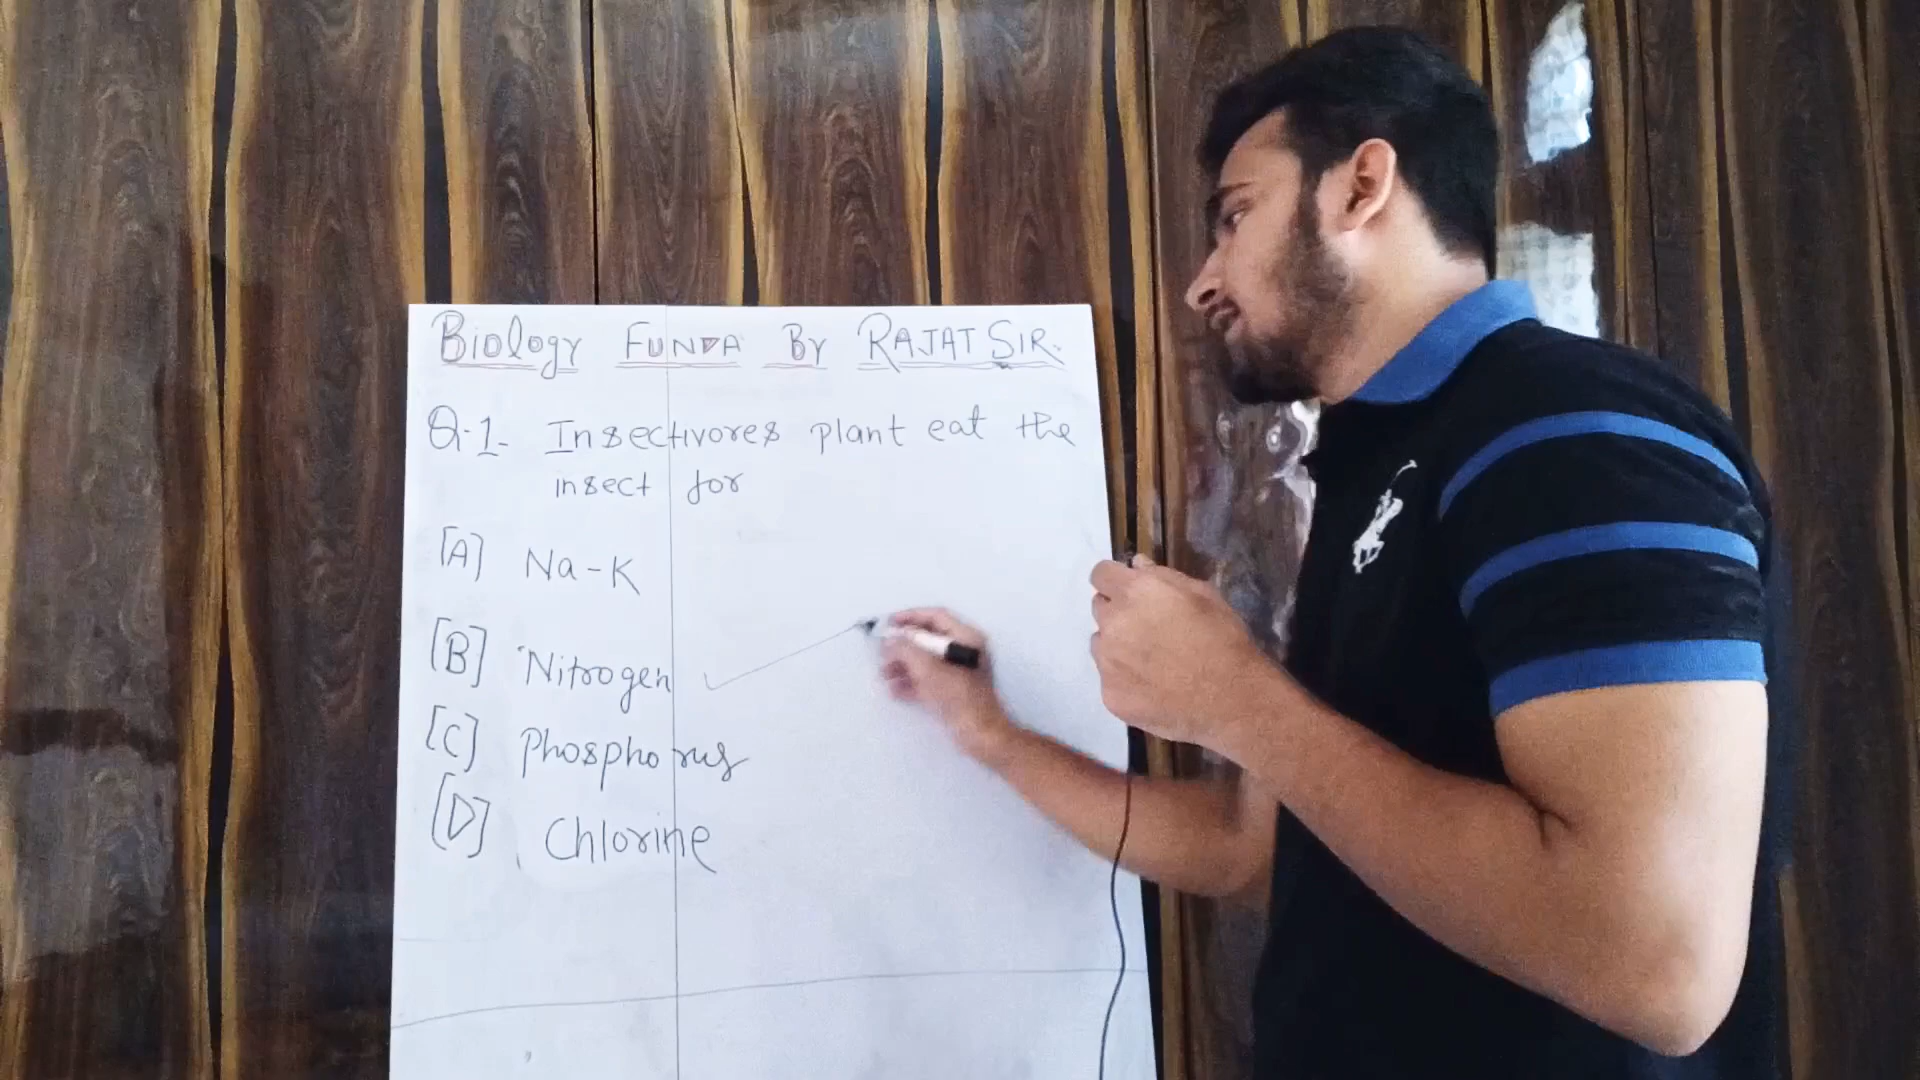 Biology FUNDA By RAJAT SIR.
Q.1- Insectivores plant eat the
insect for
[A] Na-K
[B] Nitrogen
[C] Phosphorus
[D] Chlorine